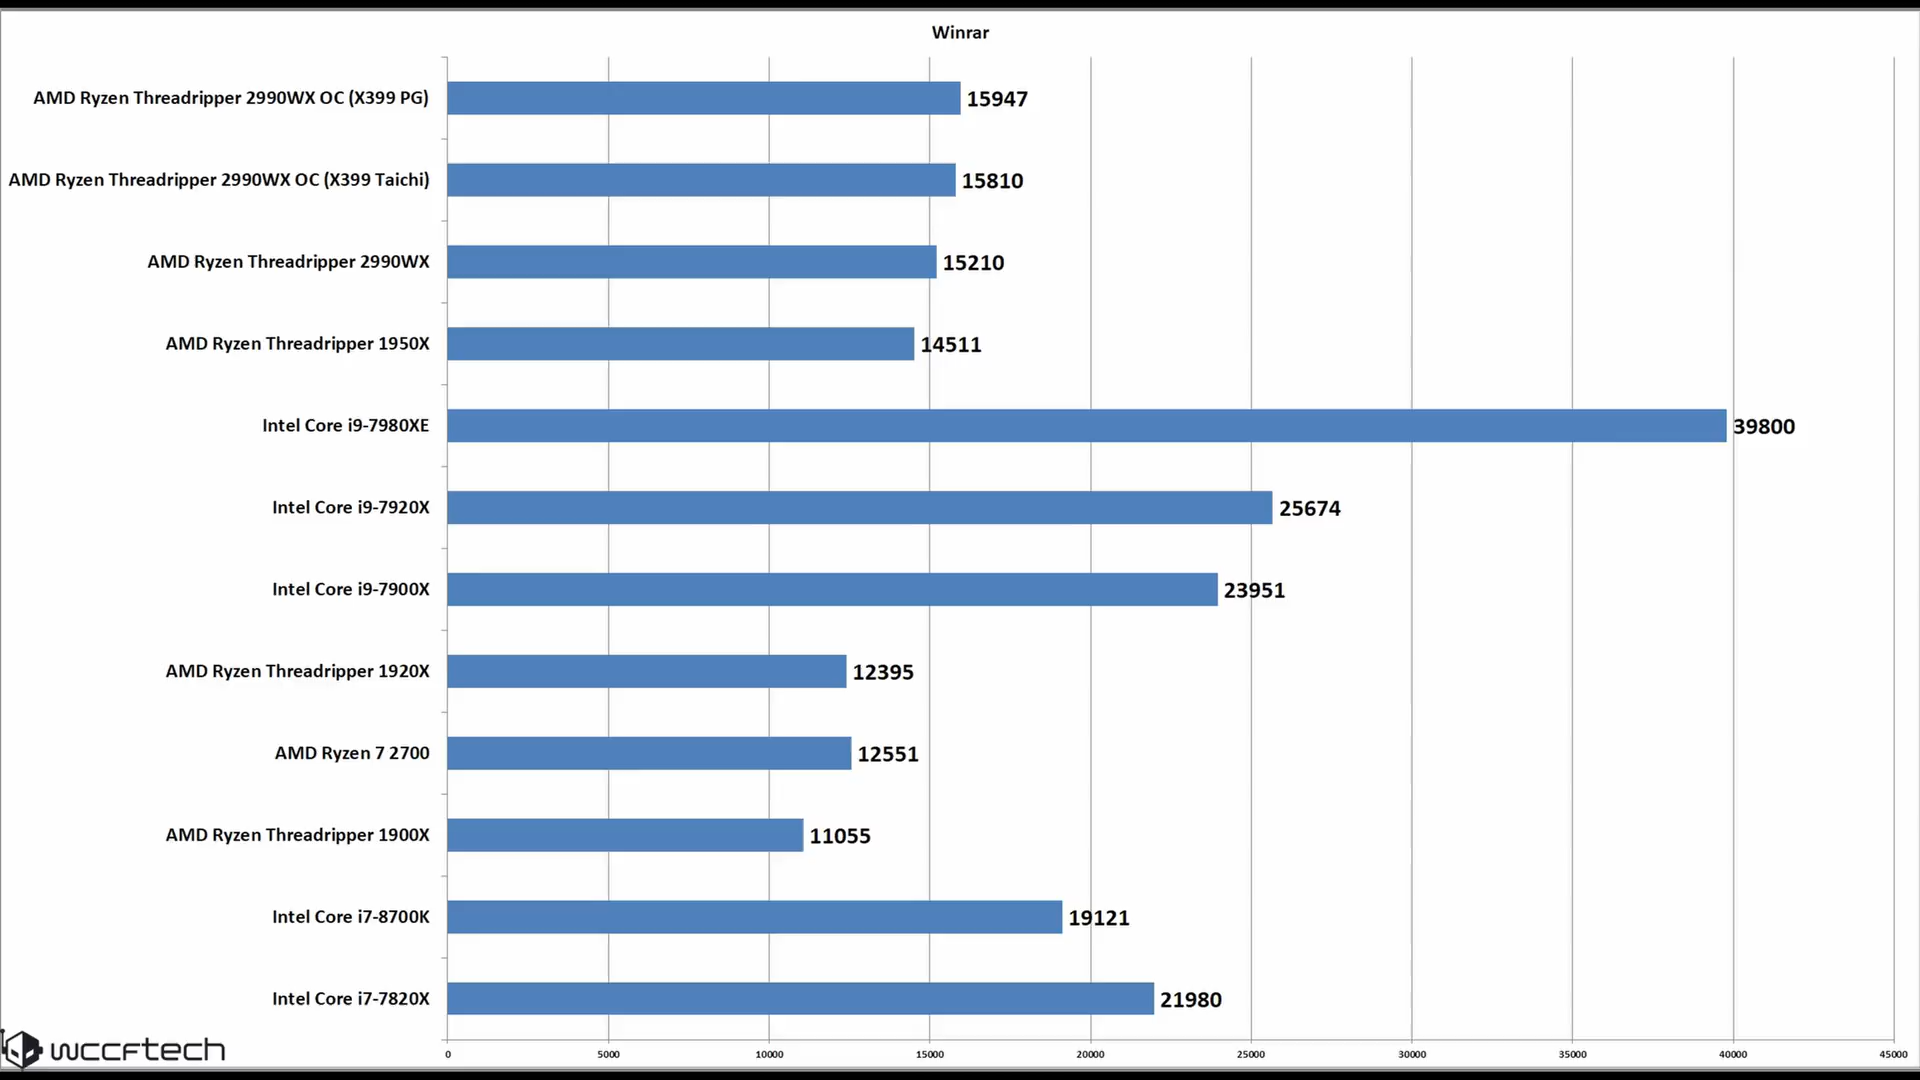 Winrar
AMD Ryzen Threadripper 2990WX OC (X399 PG) 15947
AMD Ryzen Threadripper 2990WX OC (X399 Taichi) 15810
AMD Ryzen Threadripper 2990WX 15210
AMD Ryzen Threadripper 1950X 14511
Intel Core i9-7980XE 39800
Intel Core i9-7920X 25674
Intel Core i9-7900X 23951
AMD Ryzen Threadripper 1920X 12395
AMD Ryzen 7 2700 12551
AMD Ryzen Threadripper 1900X 11055
Intel Core i7-8700K 19121
Intel Core i7-7820X 21980
0 5000 10000 15000 20000 25000 30000 35000 40000 45000
wccftech